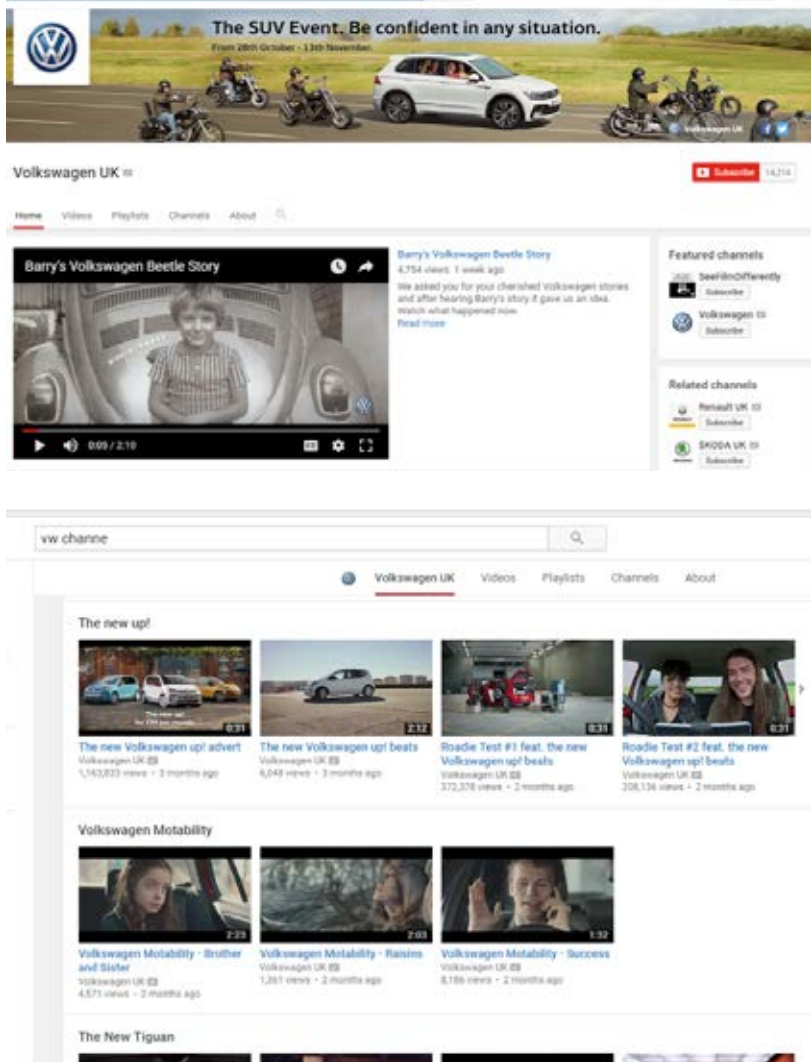 The SUV Event. Be confident in any situation.
From 28th October - 13th November.
Volkswagen UK
Volkswagen UK
Subscribe 14,216
Home Videos Playlists Channels About
Barry's Volkswagen Beetle Story
0:05 / 2:10
Barry's Volkswagen Beetle Story
4,754 views 1 week ago
We asked you for your cherished Volkswagen stories
and after hearing Barry's story it gave us an idea.
Watch what happened now.
Read more
Featured channels
SeeFilmDifferently
Subscribe
Volkswagen
Subscribe
Related channels
Renault UK
Subscribe
ŠKODA UK
Subscribe
vw channe
Volkswagen UK Videos Playlists Channels About
The new up!
0:31
2:12
0:31
0:31
The new Volkswagen up! advert
Volkswagen UK
1,163,833 views • 3 months ago
The new Volkswagen up! beats
Volkswagen UK
6,048 views • 3 months ago
Roadie Test #1 feat. the new
Volkswagen up! beats
Volkswagen UK
372,378 views • 2 months ago
Roadie Test #2 feat. the new
Volkswagen up! beats
Volkswagen UK
208,136 views • 2 months ago
Volkswagen Motability
2:23
2:03
1:32
Volkswagen Motability - Brother
and Sister
Volkswagen UK
4,571 views • 2 months ago
Volkswagen Motability - Raisins
Volkswagen UK
1,361 views • 2 months ago
Volkswagen Motability - Success
Volkswagen UK
8,186 views • 2 months ago
The New Tiguan